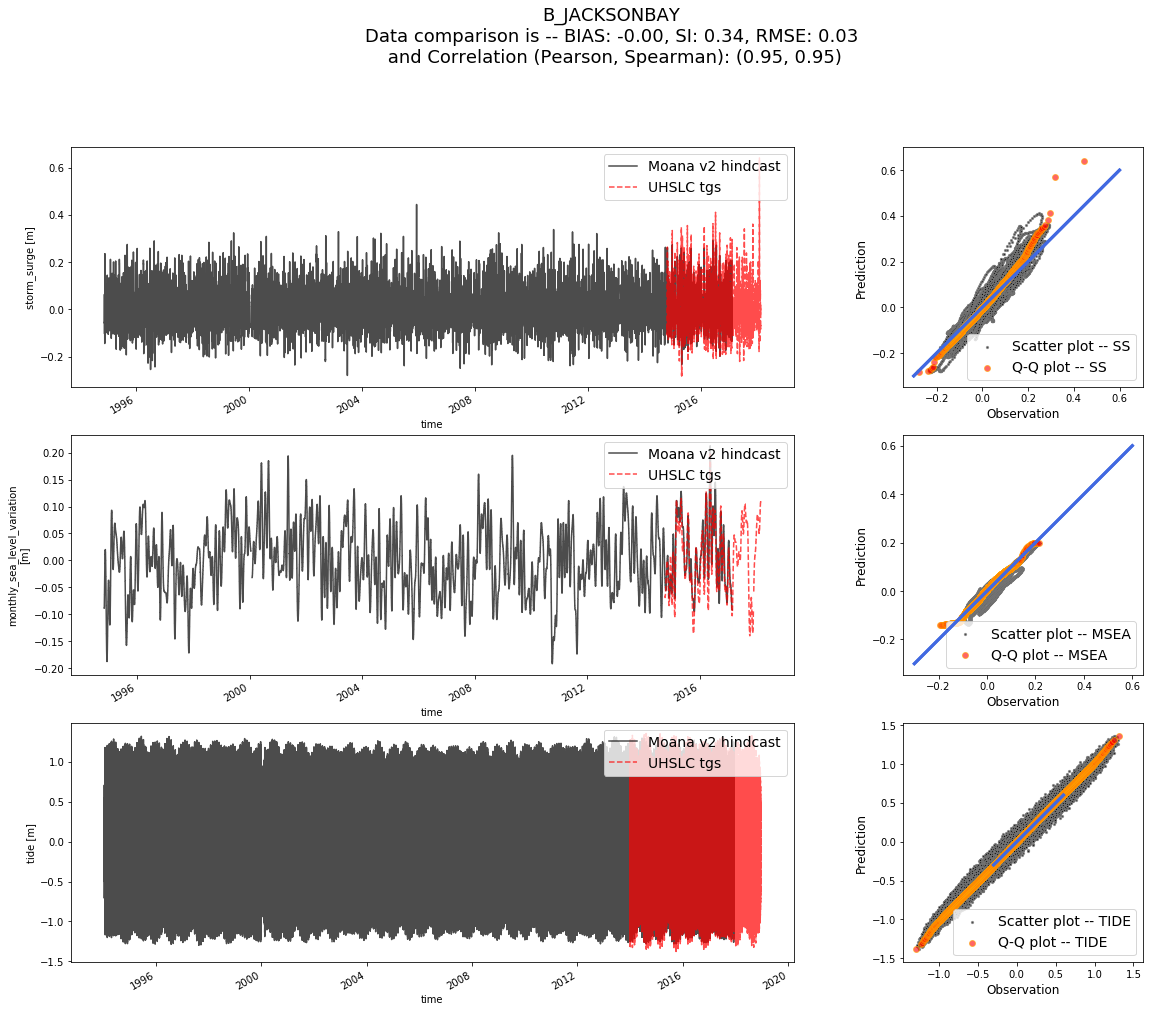 B_JACKSONBAY
Data comparison is -- BIAS: -0.00, SI: 0.34, RMSE: 0.03
and Correlation (Pearson, Spearman): (0.95, 0.95)
storm_surge [m]
0.6
0.4
0.2
0.0
−0.2
Moana v2 hindcast
UHSLC tgs
1996
2000
2004
2008
2012
2016
time
Prediction
0.6
0.4
0.2
0.0
−0.2
Scatter plot -- SS
Q-Q plot -- SS
−0.2
0.0
0.2
0.4
0.6
Observation
monthly_sea_level_variation
[m]
0.20
0.15
0.10
0.05
0.00
−0.05
−0.10
−0.15
−0.20
Moana v2 hindcast
UHSLC tgs
1996
2000
2004
2008
2012
2016
time
Prediction
0.6
0.4
0.2
0.0
−0.2
Scatter plot -- MSEA
Q-Q plot -- MSEA
−0.2
0.0
0.2
0.4
0.6
Observation
tide [m]
1.0
0.5
0.0
−0.5
−1.0
−1.5
Moana v2 hindcast
UHSLC tgs
1996
2000
2004
2008
2012
2016
2020
time
Prediction
1.5
1.0
0.5
0.0
−0.5
−1.0
−1.5
Scatter plot -- TIDE
Q-Q plot -- TIDE
−1.0
−0.5
0.0
0.5
1.0
1.5
Observation